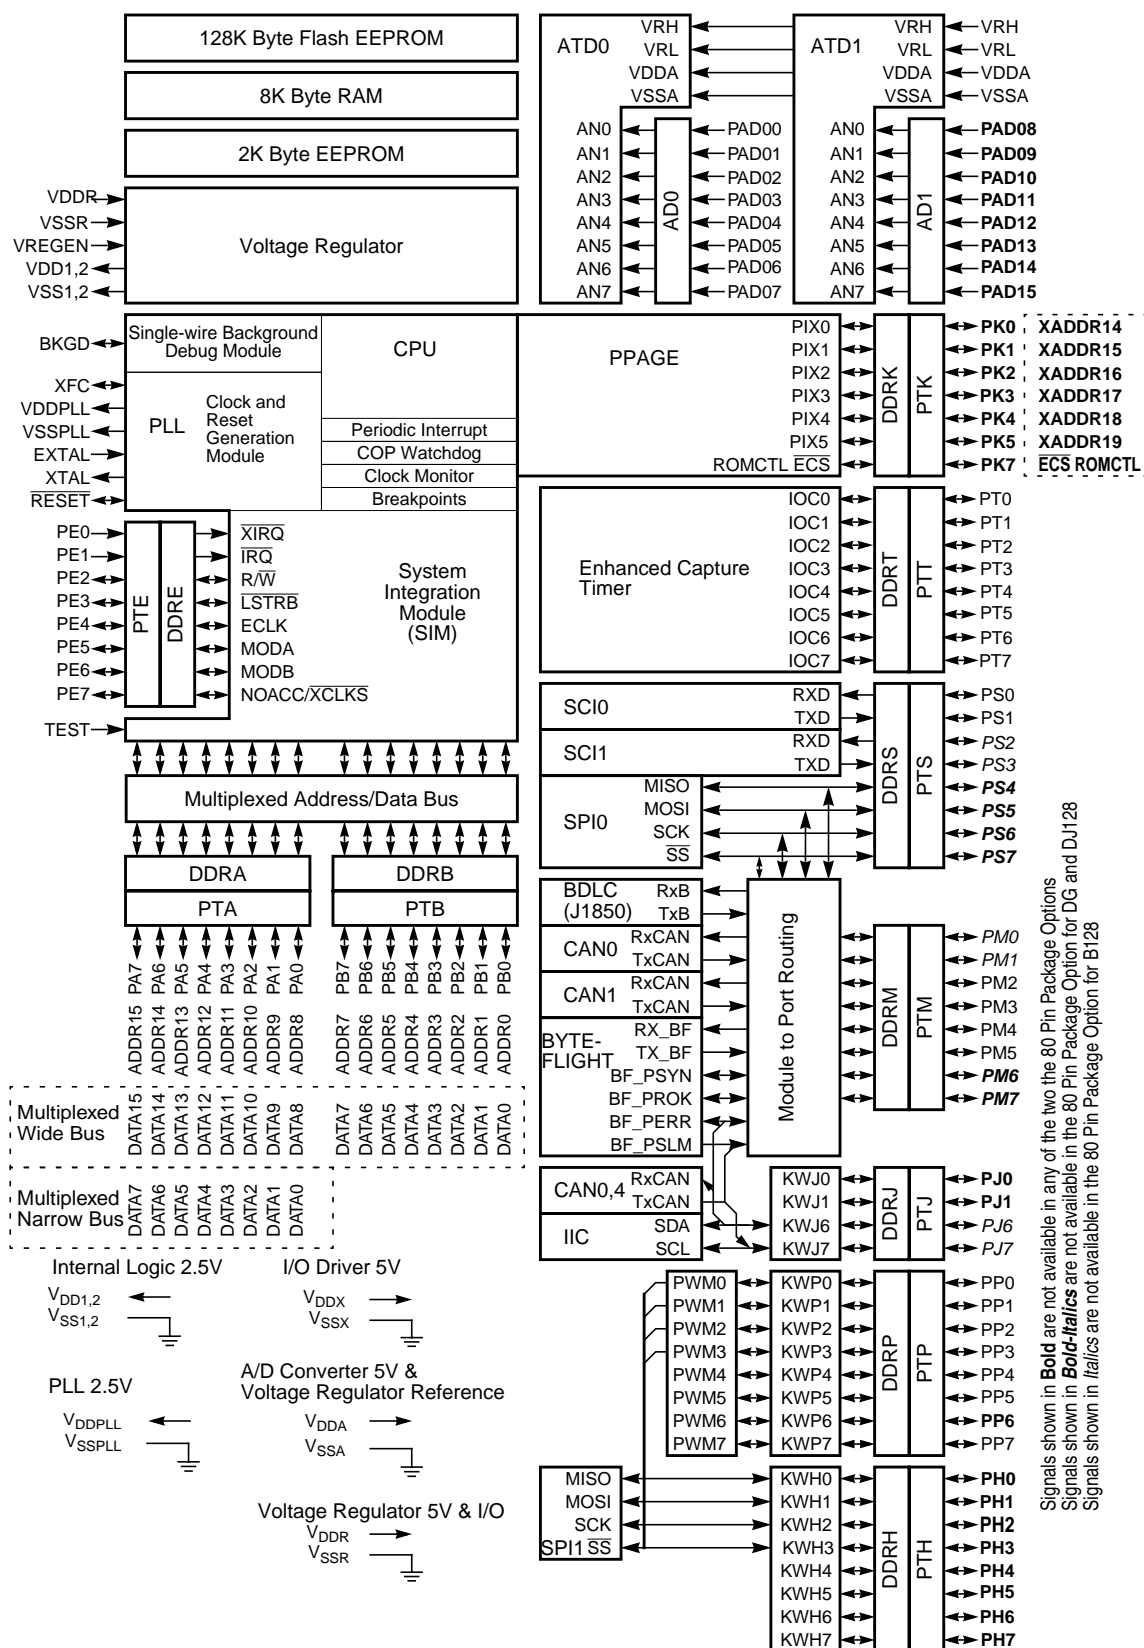 128K Byte Flash EEPROM
8K Byte RAM
2K Byte EEPROM
VDDR
VSSR
VREGEN
VDD1,2
VSS1,2
Voltage Regulator
ATD0
VRH
VRL
VDDA
VSSA
AN0
AN1
AN2
AN3
AN4
AN5
AN6
AN7
AD0
PAD00
PAD01
PAD02
PAD03
PAD04
PAD05
PAD06
PAD07
ATD1
VRH
VRL
VDDA
VSSA
VRH
VRL
VDDA
VSSA
AN0
AN1
AN2
AN3
AN4
AN5
AN6
AN7
AD1
PAD08
PAD09
PAD10
PAD11
PAD12
PAD13
PAD14
PAD15
BKGD
XFC
VDDPLL
VSSPLL
EXTAL
XTAL
RESET
Single-wire Background
Debug Module
CPU
PLL
Clock and
Reset
Generation
Module
Periodic Interrupt
COP Watchdog
Clock Monitor
Breakpoints
PPAGE
PIX0
PIX1
PIX2
PIX3
PIX4
PIX5
ROMCTL ECS
DDRK
PTK
PK0 XADDR14
PK1 XADDR15
PK2 XADDR16
PK3 XADDR17
PK4 XADDR18
PK5 XADDR19
PK7 ECS ROMCTL
PE0
PE1
PE2
PE3
PE4
PE5
PE6
PE7
TEST
PTE
DDRE
XIRQ
IRQ
R/W
LSTRB
ECLK
MODA
MODB
NOACC/XCLKS
System
Integration
Module
(SIM)
Enhanced Capture
Timer
IOC0
IOC1
IOC2
IOC3
IOC4
IOC5
IOC6
IOC7
DDRT
PTT
PT0
PT1
PT2
PT3
PT4
PT5
PT6
PT7
Multiplexed Address/Data Bus
DDRA
PTA
DDRB
PTB
PA7
PA6
PA5
PA4
PA3
PA2
PA1
PA0
PB7
PB6
PB5
PB4
PB3
PB2
PB1
PB0
ADDR15
ADDR14
ADDR13
ADDR12
ADDR11
ADDR10
ADDR9
ADDR8
ADDR7
ADDR6
ADDR5
ADDR4
ADDR3
ADDR2
ADDR1
ADDR0
Multiplexed
Wide Bus
DATA15
DATA14
DATA13
DATA12
DATA11
DATA10
DATA9
DATA8
DATA7
DATA6
DATA5
DATA4
DATA3
DATA2
DATA1
DATA0
Multiplexed
Narrow Bus
DATA7
DATA6
DATA5
DATA4
DATA3
DATA2
DATA1
DATA0
SCI0
RXD
TXD
SCI1
RXD
TXD
SPI0
MISO
MOSI
SCK
SS
DDRS
PTS
PS0
PS1
PS2
PS3
PS4
PS5
PS6
PS7
BDLC
(J1850)
RxB
TxB
CAN0
RxCAN
TxCAN
CAN1
RxCAN
TxCAN
BYTE-
FLIGHT
RX_BF
TX_BF
BF_PSYN
BF_PROK
BF_PERR
BF_PSLM
Module to Port Routing
DDRM
PTM
PM0
PM1
PM2
PM3
PM4
PM5
PM6
PM7
CAN0,4
RxCAN
TxCAN
IIC
SDA
SCL
KWJ0
KWJ1
KWJ6
KWJ7
DDRJ
PTJ
PJ0
PJ1
PJ6
PJ7
PWM0
PWM1
PWM2
PWM3
PWM4
PWM5
PWM6
PWM7
KWP0
KWP1
KWP2
KWP3
KWP4
KWP5
KWP6
KWP7
DDRP
PTP
PP0
PP1
PP2
PP3
PP4
PP5
PP6
PP7
MISO
MOSI
SCK
SPI1 SS
KWH0
KWH1
KWH2
KWH3
KWH4
KWH5
KWH6
KWH7
DDRH
PTH
PH0
PH1
PH2
PH3
PH4
PH5
PH6
PH7
Internal Logic 2.5V
VDD1,2
VSS1,2
I/O Driver 5V
VDDX
VSSX
PLL 2.5V
VDDPLL
VSSPLL
A/D Converter 5V &
Voltage Regulator Reference
VDDA
VSSA
Voltage Regulator 5V & I/O
VDDR
VSSR
Signals shown in Bold are not available in any of the two the 80 Pin Package Options
Signals shown in Bold-Italics are not available in the 80 Pin Package Option for DG and DJ128
Signals shown in Italics are not available in the 80 Pin Package Option for B128